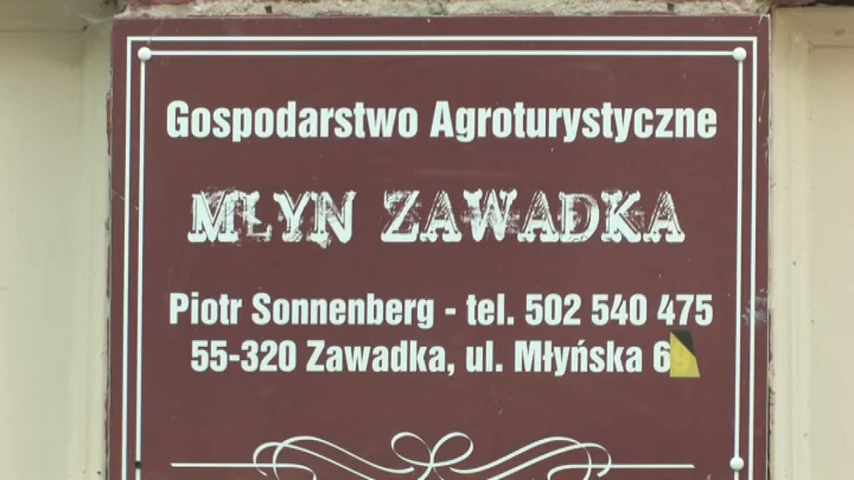 Gospodarstwo Agroturystyczne
MŁYN ZAWADKA
Piotr Sonnenberg - tel. 502 540 475
55-320 Zawadka, ul. Młyńska 6